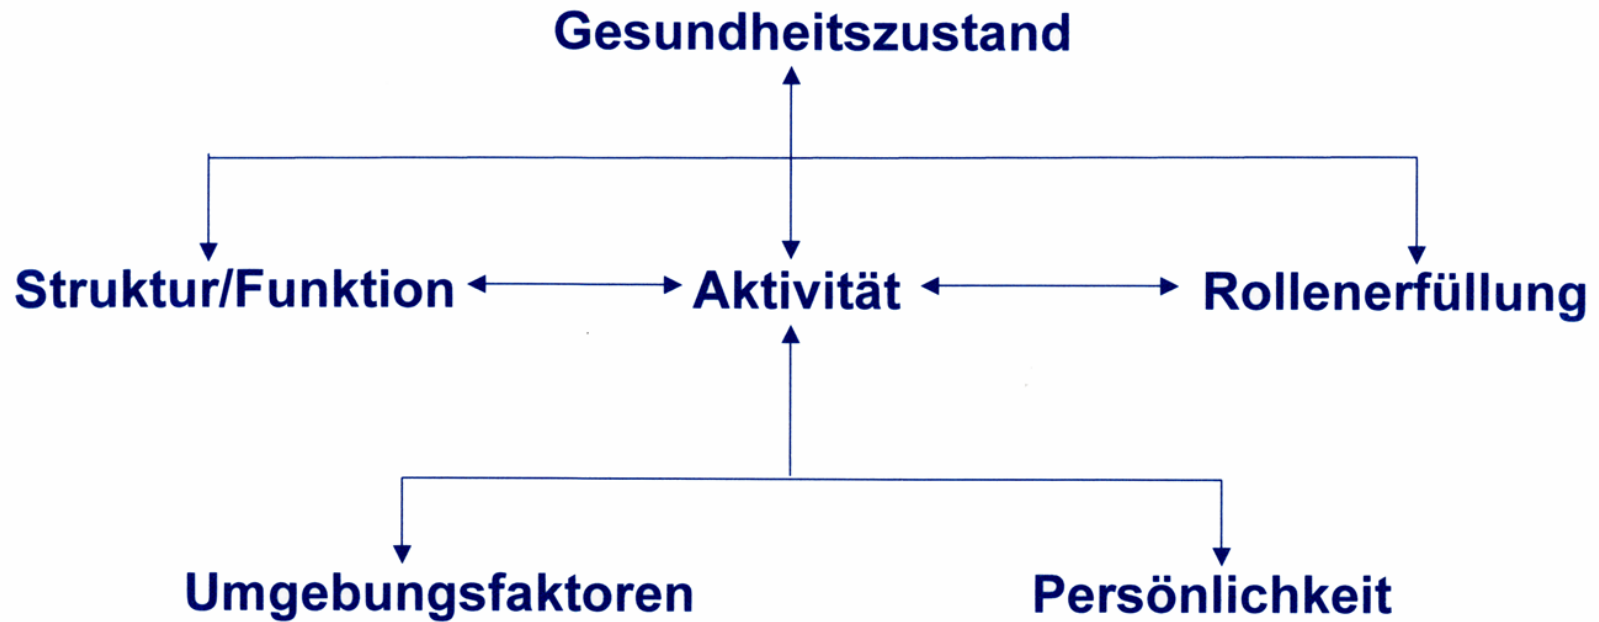 Gesundheitszustand
Struktur/Funktion Aktivität Rollenerfüllung
Umgebungsfaktoren Persönlichkeit